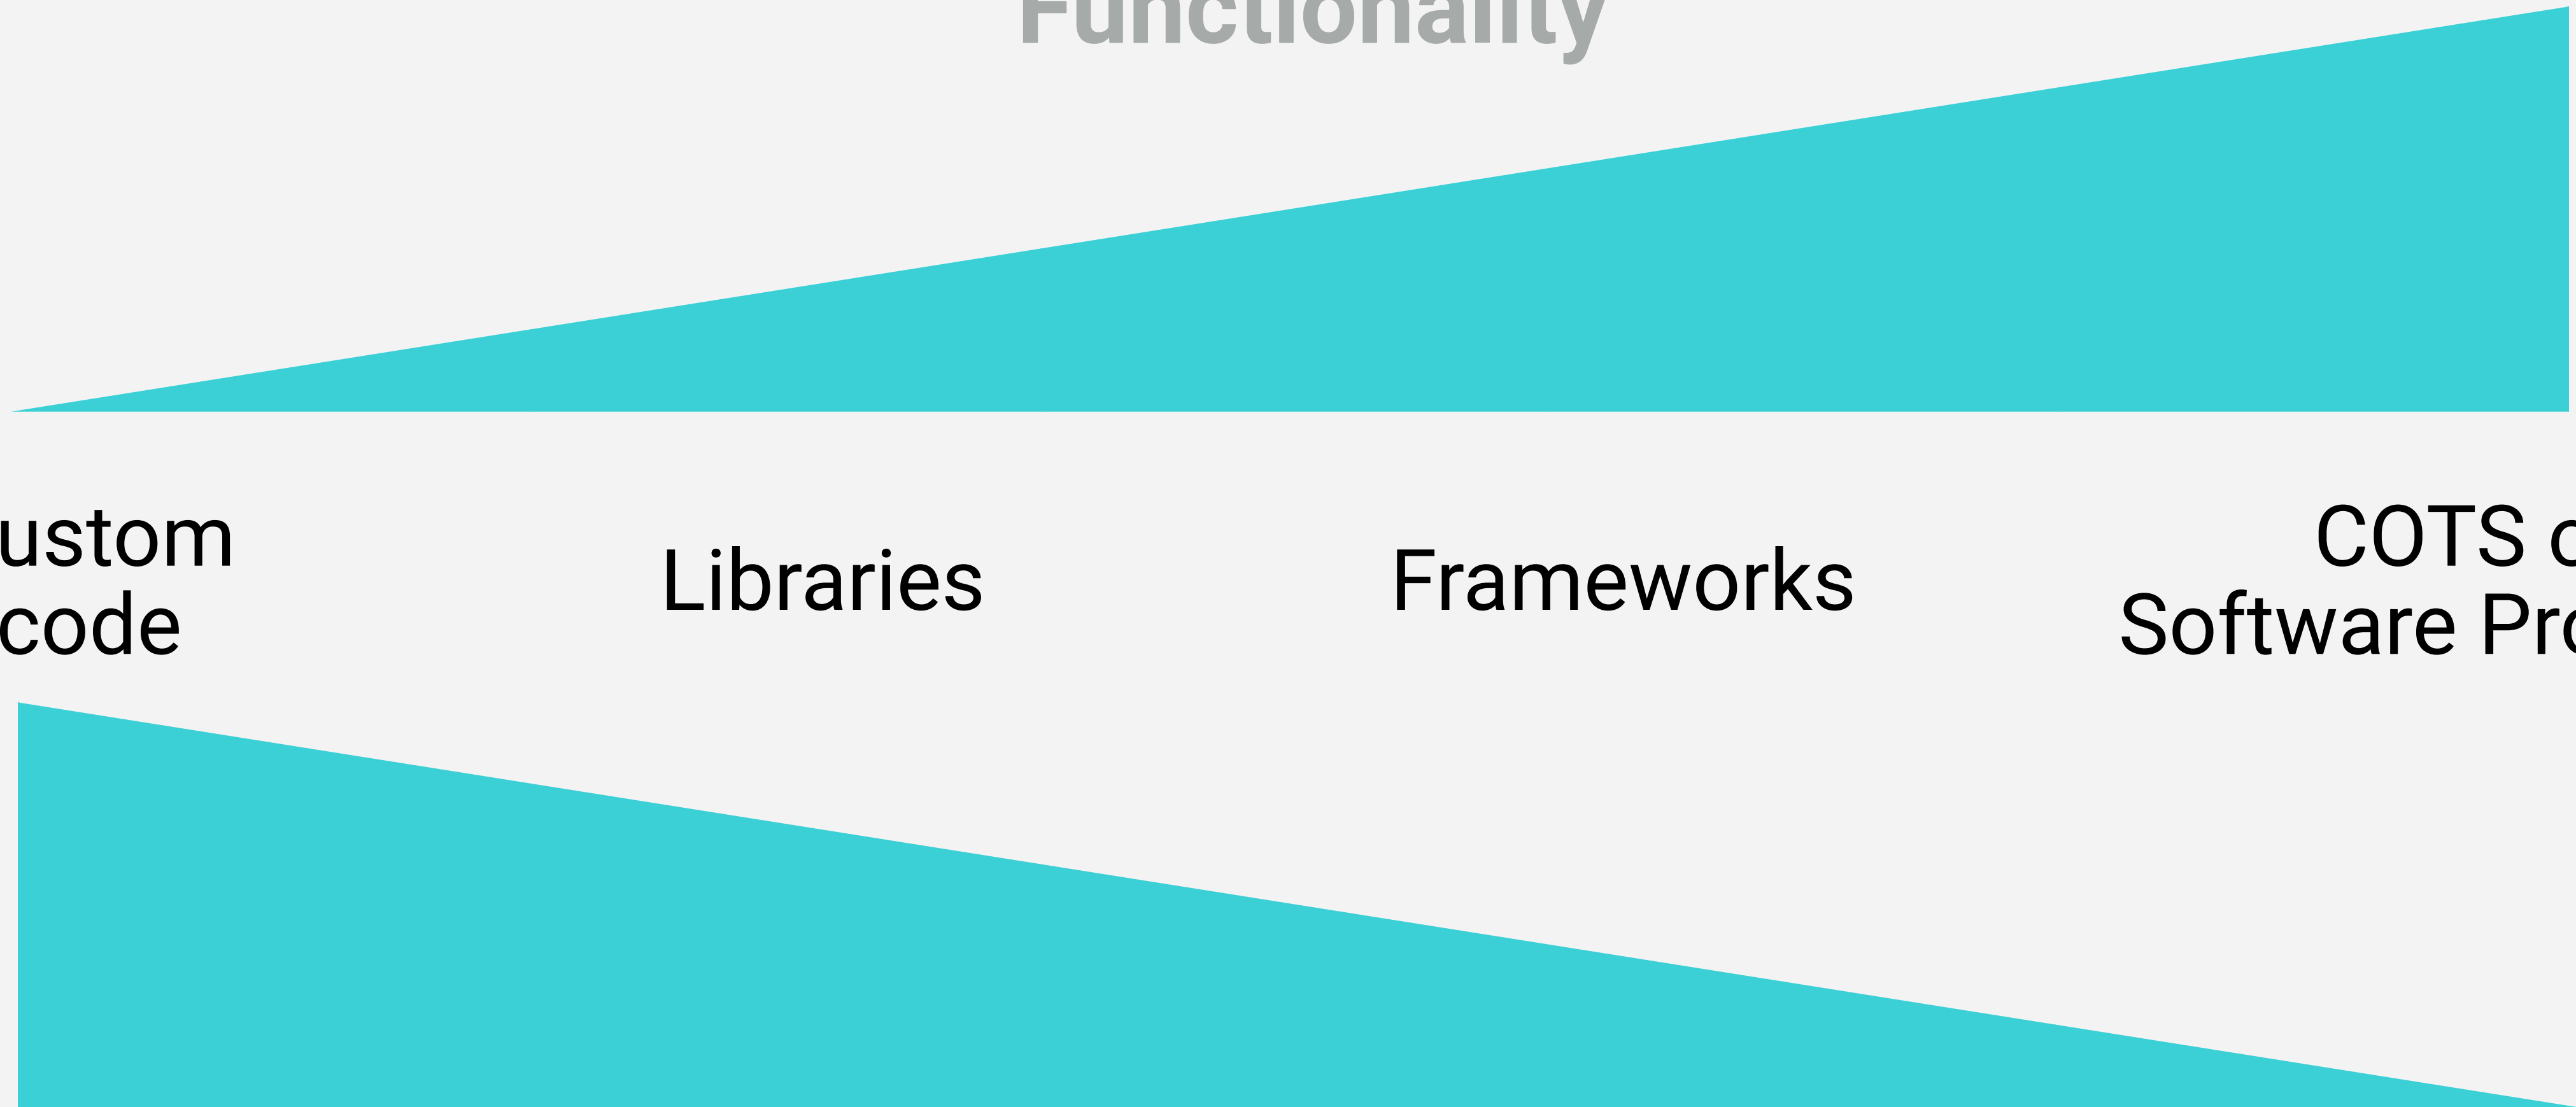 Functionality
ustom
code
Libraries
Frameworks
COTS
Software